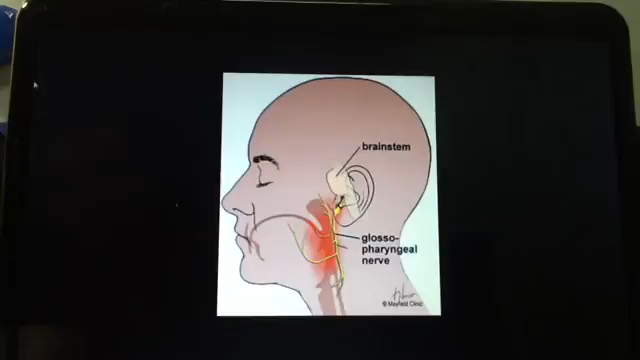 brainstem
glosso-
pharyngeal
nerve
© Mayfield Clinic